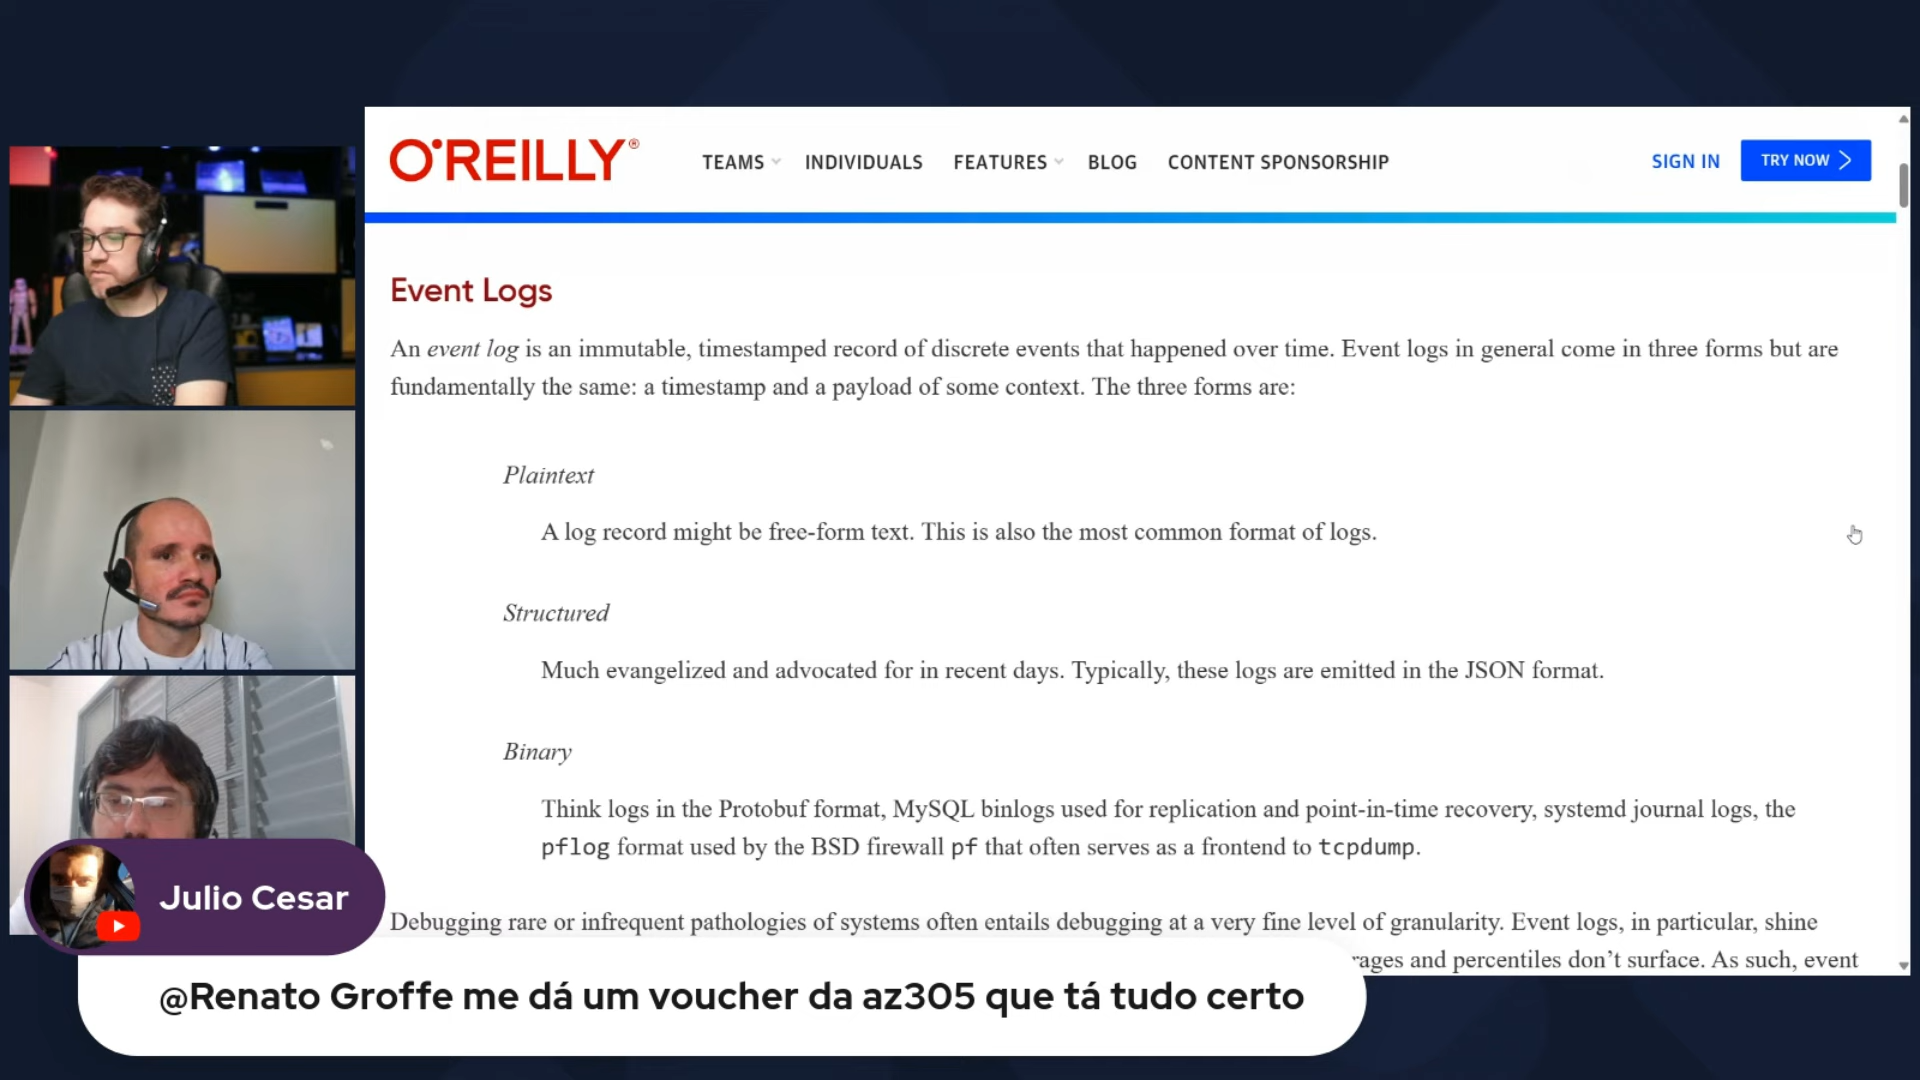 O'REILLY®
TEAMS INDIVIDUALS FEATURES BLOG CONTENT SPONSORSHIP
SIGN IN
TRY NOW
Event Logs
An event log is an immutable, timestamped record of discrete events that happened over time. Event logs in general come in three forms but are
fundamentally the same: a timestamp and a payload of some context. The three forms are:
Plaintext
A log record might be free-form text. This is also the most common format of logs.
Structured
Much evangelized and advocated for in recent days. Typically, these logs are emitted in the JSON format.
Binary
Think logs in the Protobuf format, MySQL binlogs used for replication and point-in-time recovery, systemd journal logs, the
pflog format used by the BSD firewall pf that often serves as a frontend to tcpdump.
Debugging rare or infrequent pathologies of systems often entails debugging at a very fine level of granularity. Event logs, in particular, shine
and percentiles don't surface. As such, event
Julio Cesar
@Renato Groffe me dá um voucher da az305 que tá tudo certo